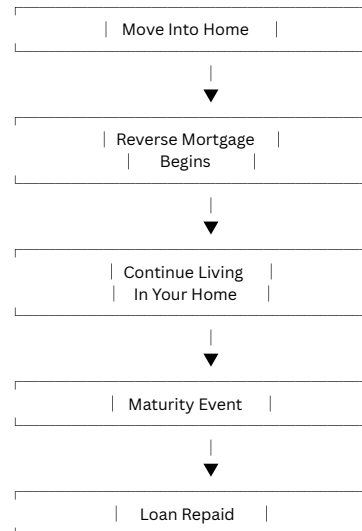 Move Into Home
Reverse Mortgage
Begins
Continue Living
In Your Home
Maturity Event
Loan Repaid